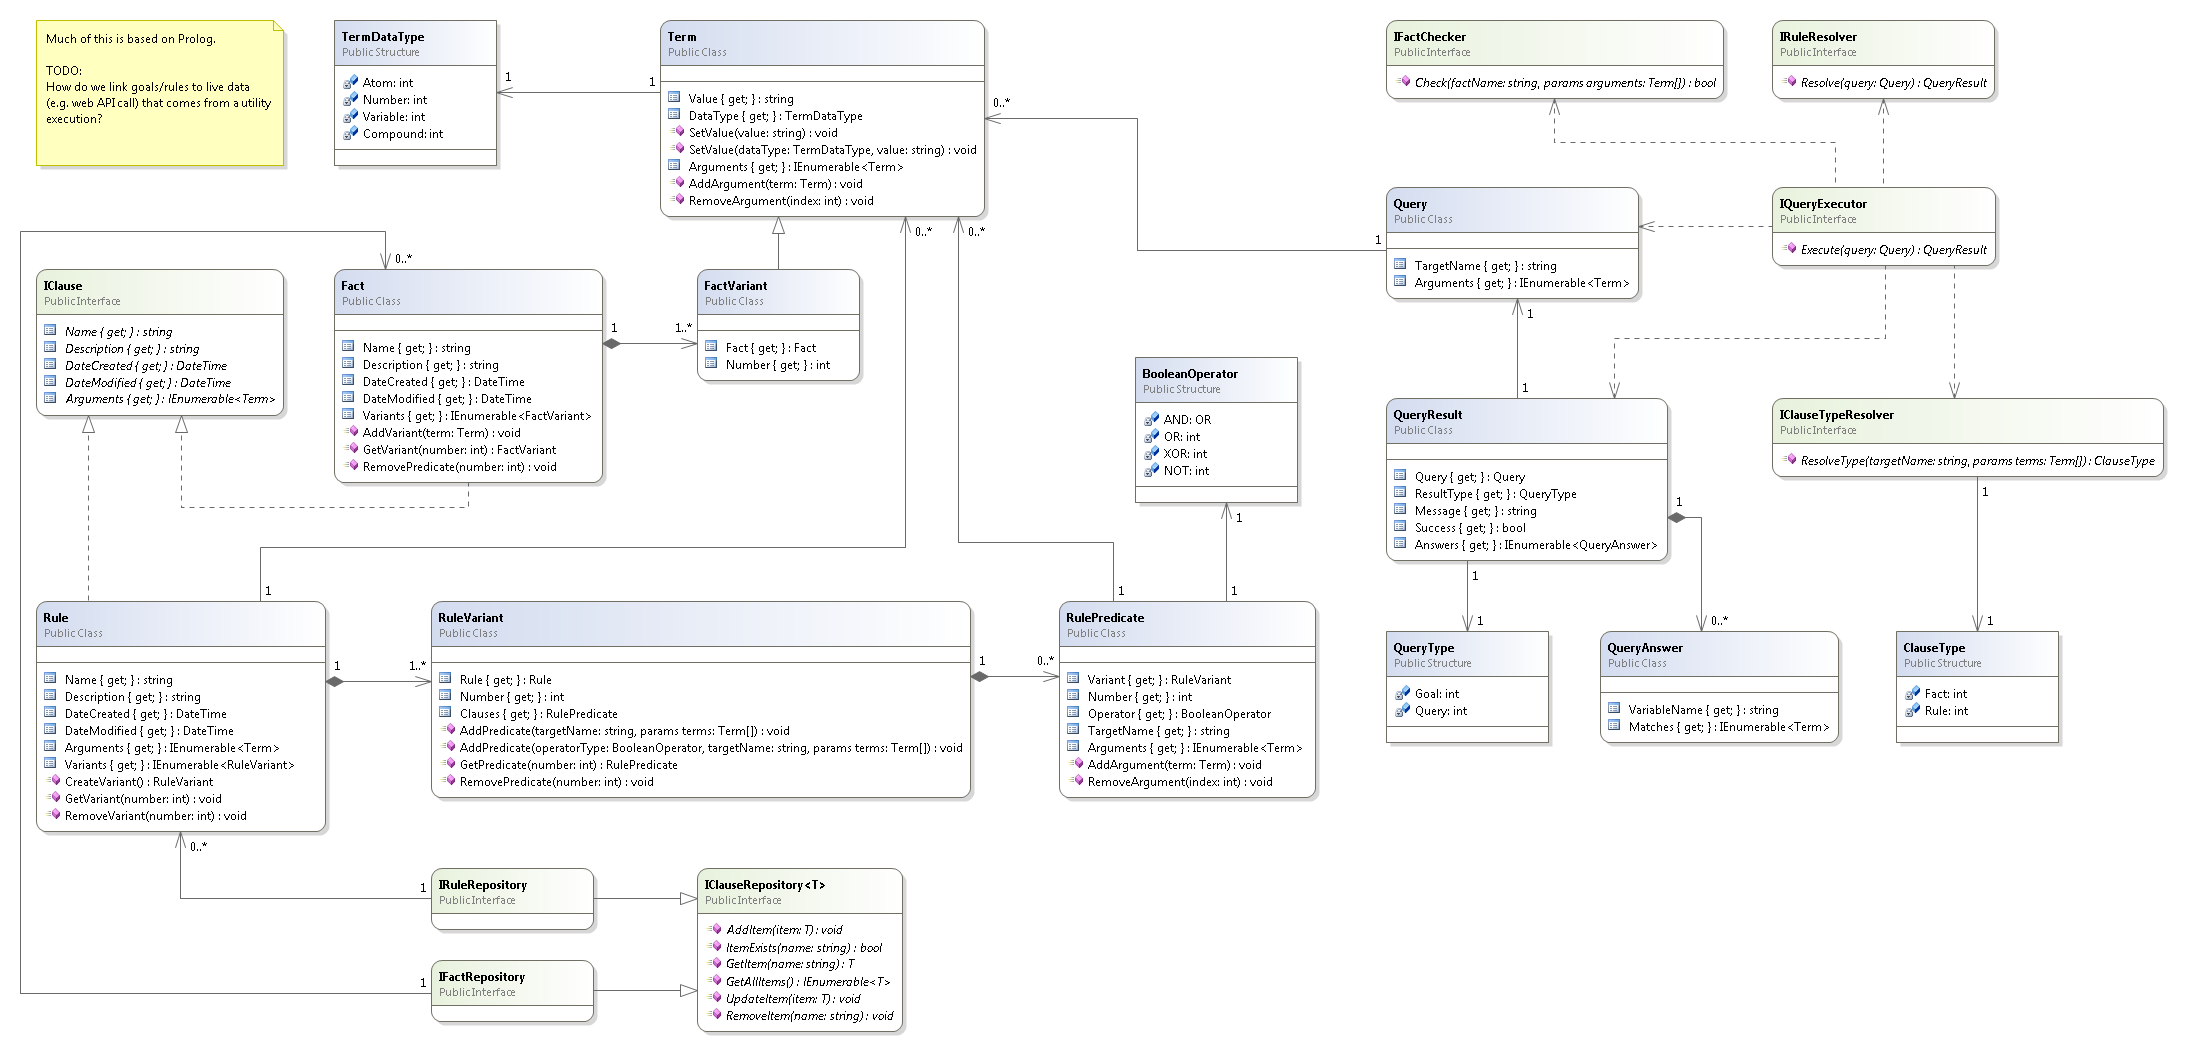 Much of this is based on Prolog.
TODO:
How do we link goals/rules to live data
(e.g. web API call) that comes from a utility
execution?
TermDataType
Public Structure
Atom: int
Number: int
Variable: int
Compound: int
1
1
Term
Public Class
Value { get; } : string
DataType { get; } : TermDataType
SetValue(value: string) : void
SetValue(dataType: TermDataType, value: string) : void
Arguments { get; } : IEnumerable<Term>
AddArgument(term: Term) : void
RemoveArgument(index: int) : void
0..*
0..*
0..*
IFactChecker
Public Interface
Check(factName: string, params arguments: Term[]) : bool
IRuleResolver
Public Interface
Resolve(query: Query) : QueryResult
Query
Public Class
TargetName { get; } : string
Arguments { get; } : IEnumerable<Term>
1
1
IQueryExecutor
Public Interface
Execute(query: Query) : QueryResult
IClause
Public Interface
Name { get; } : string
Description { get; } : string
DateCreated { get; } : DateTime
DateModified { get; } : DateTime
Arguments { get; } : IEnumerable<Term>
0..*
Fact
Public Class
Name { get; } : string
Description { get; } : string
DateCreated { get; } : DateTime
DateModified { get; } : DateTime
Variants { get; } : IEnumerable<FactVariant>
AddVariant(term: Term) : void
GetVariant(number: int) : FactVariant
RemovePredicate(number: int) : void
1
1..*
FactVariant
Public Class
Fact { get; } : Fact
Number { get; } : int
BooleanOperator
Public Structure
AND: OR
OR: int
XOR: int
NOT: int
1
1
QueryResult
Public Class
Query { get; } : Query
ResultType { get; } : QueryType
Message { get; } : string
Success { get; } : bool
Answers { get; } : IEnumerable<QueryAnswer>
1
1
IClauseTypeResolver
Public Interface
ResolveType(targetName: string, params terms: Term[]) : ClauseType
1
1
Rule
Public Class
Name { get; } : string
Description { get; } : string
DateCreated { get; } : DateTime
DateModified { get; } : DateTime
Arguments { get; } : IEnumerable<Term>
Variants { get; } : IEnumerable<RuleVariant>
CreateVariant() : RuleVariant
GetVariant(number: int) : void
RemoveVariant(number: int) : void
1
1..*
RuleVariant
Public Class
Rule { get; } : Rule
Number { get; } : int
Clauses { get; } : RulePredicate
AddPredicate(targetName: string, params terms: Term[]) : void
AddPredicate(operatorType: BooleanOperator, targetName: string, params terms: Term[]) : void
GetPredicate(number: int) : RulePredicate
RemovePredicate(number: int) : void
1
0..*
1
1
RulePredicate
Public Class
Variant { get; } : RuleVariant
Number { get; } : int
Operator { get; } : BooleanOperator
TargetName { get; } : string
Arguments { get; } : IEnumerable<Term>
AddArgument(term: Term) : void
RemoveArgument(index: int) : void
1
QueryType
Public Structure
Goal: int
Query: int
0..*
QueryAnswer
Public Class
VariableName { get; } : string
Matches { get; } : IEnumerable<Term>
1
ClauseType
Public Structure
Fact: int
Rule: int
0..*
1
IRuleRepository
Public Interface
1
IFactRepository
Public Interface
IClauseRepository<T>
Public Interface
AddItem(item: T) : void
ItemExists(name: string) : bool
GetItem(name: string) : T
GetAllItems() : IEnumerable<T>
UpdateItem(item: T) : void
RemoveItem(name: string) : void